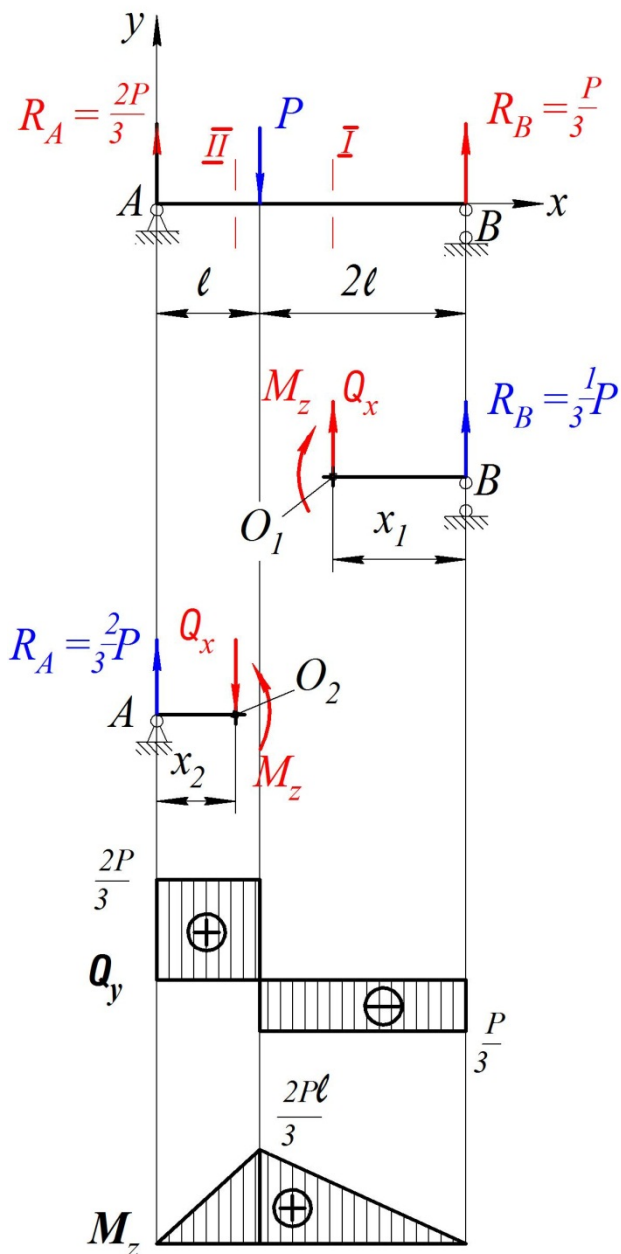 y
R_A = 2P/3
II
P
I
R_B = P/3
A
B
x
ℓ
2ℓ
M_z
Q_x
R_B = 1/3 P
B
O_1
x_1
R_A = 2/3 P
Q_x
O_2
A
x_2
M_z
2P/3
+
Q_y
−
P/3
2Pℓ/3
+
M_z